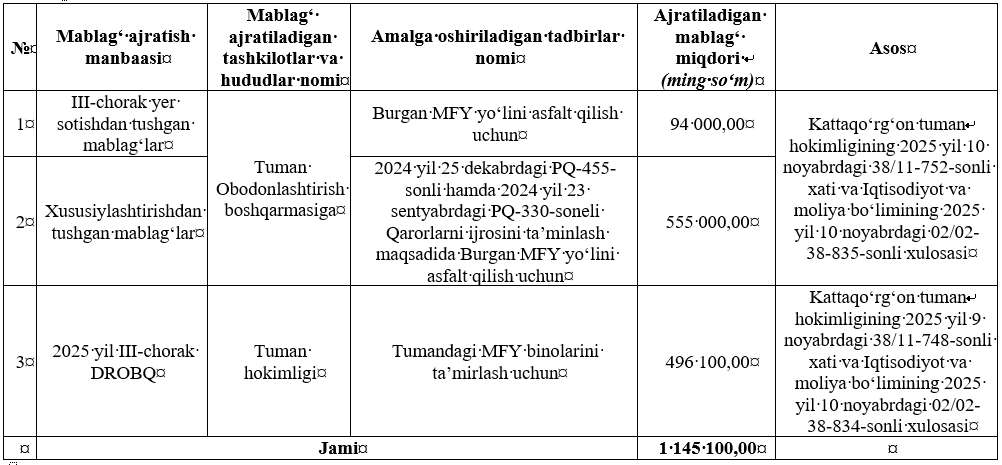 №
Mablag‘ ajratish
manbaasi
Mablag‘
ajratiladigan
tashkilotlar va
hududlar nomi
Amalga oshiriladigan tadbirlar
nomi
Ajratiladigan
mablag‘
miqdori
(ming so‘m)
Asos
1
III-chorak yer
sotishdan tushgan
mablag‘lar
Tuman
Obodonlashtirish
boshqarmasiga
Burgan MFY yo‘lini asfalt qilish
uchun
94 000,00
Kattaqo‘rg‘on tuman
hokimligining 2025 yil 10
noyabrdagi 38/11-752-sonli
xati va Iqtisodiyot va
moliya bo‘limining 2025
yil 10 noyabrdagi 02/02-
38-835-sonli xulosasi
2
Xususiylashtirishdan
tushgan mablag‘lar
2024 yil 25 dekabrdagi PQ-455-
sonli hamda 2024 yil 23
sentyabrdagi PQ-330-soneli
Qarorlarni ijrosini ta’minlash
maqsadida Burgan MFY yo‘lini
asfalt qilish uchun
555 000,00
3
2025 yil III-chorak
DROBQ
Tuman
hokimligi
Tumandagi MFY binolarini
ta’mirlash uchun
496 100,00
Kattaqo‘rg‘on tuman
hokimligining 2025 yil 9
noyabrdagi 38/11-748-sonli
xati va Iqtisodiyot va
moliya bo‘limining 2025
yil 10 noyabrdagi 02/02-
38-834-sonli xulosasi
Jami
1 145 100,00